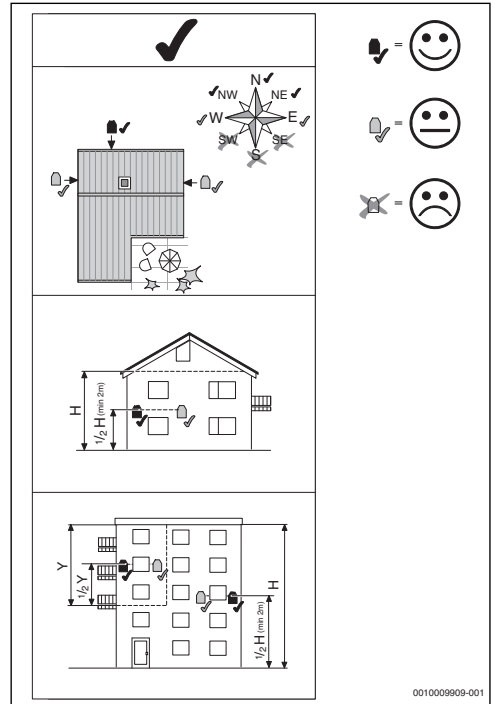 N
NW NE
W E
SW SE
S
=
=
=
H
1/2 H (min 2m)
Y
1/2 Y
H
1/2 H (min 2m)
0010009909-001